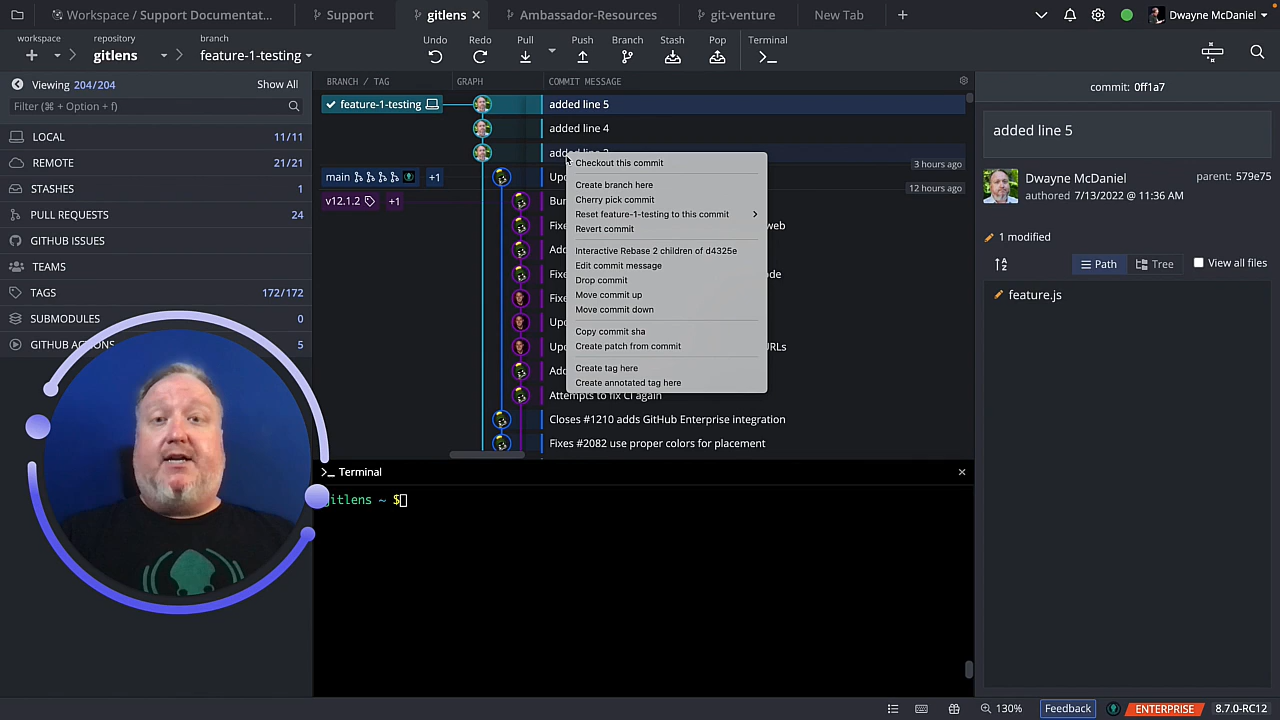 Workspace / Support Documentat...
Support
gitlens
Ambassador-Resources
git-venture
New Tab
Dwayne McDaniel
workspace
repository
gitlens
branch
feature-1-testing
Undo
Redo
Pull
Push
Branch
Stash
Pop
Terminal
Viewing 204/204
Show All
Filter (⌘ + Option + f)
LOCAL 11/11
REMOTE 21/21
STASHES 1
PULL REQUESTS 24
GITHUB ISSUES
TEAMS
TAGS 172/172
SUBMODULES 0
GITHUB ACTIONS 5
BRANCH / TAG
GRAPH
COMMIT MESSAGE
feature-1-testing
added line 5
added line 4
added line 3
3 hours ago
main +1
12 hours ago
v12.1.2 +1
Attempts to fix CI again
Closes #1210 adds GitHub Enterprise integration
Fixes #2082 use proper colors for placement
Checkout this commit
Create branch here
Cherry pick commit
Reset feature-1-testing to this commit
Revert commit
Interactive Rebase 2 children of d4325e
Edit commit message
Drop commit
Move commit up
Move commit down
Copy commit sha
Create patch from commit
Create tag here
Create annotated tag here
Terminal
gitlens ~ $
commit: 0ff1a7
added line 5
Dwayne McDaniel
authored 7/13/2022 @ 11:36 AM
parent: 579e75
1 modified
Path
Tree
View all files
feature.js
130%
Feedback
ENTERPRISE
8.7.0-RC12